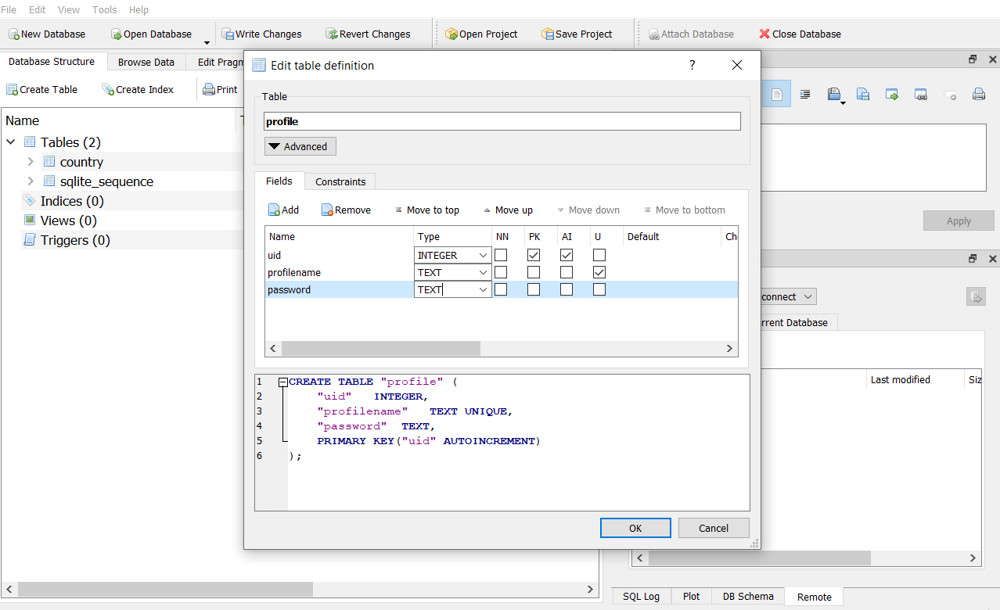 File Edit View Tools Help
New Database Open Database Write Changes Revert Changes Open Project Save Project Attach Database Close Database
Database Structure Browse Data Edit Pragm
Create Table Create Index Print
Name T
Tables (2)
country
sqlite_sequence
Indices (0)
Views (0)
Triggers (0)
Edit table definition ?
Table
profile
Advanced
Fields Constraints
Add Remove Move to top Move up Move down Move to bottom
Name Type NN PK AI U Default Che
uid INTEGER
profilename TEXT
password TEXT
1 CREATE TABLE "profile" (
2 "uid" INTEGER,
3 "profilename" TEXT UNIQUE,
4 "password" TEXT,
5 PRIMARY KEY("uid" AUTOINCREMENT)
6 );
OK Cancel
Apply
connect
rrent Database
Last modified Siz
SQL Log Plot DB Schema Remote